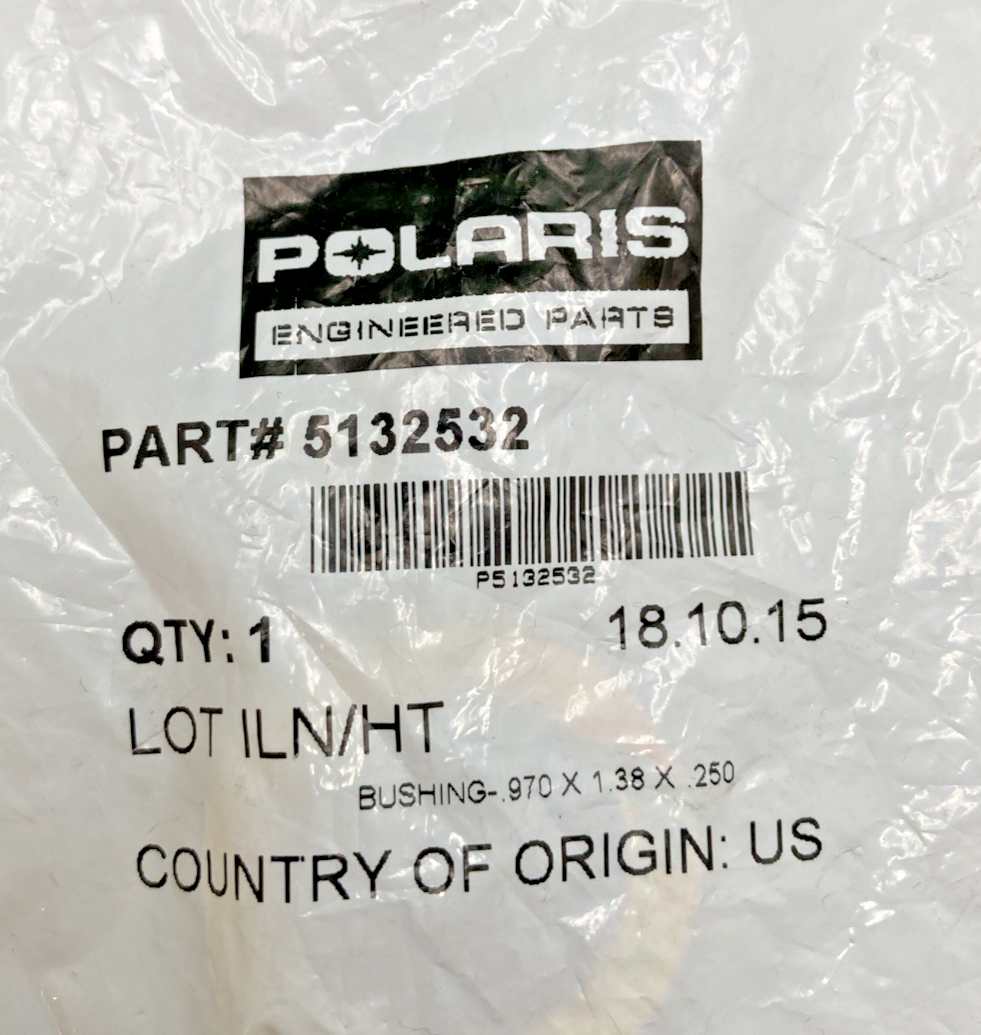 POLARIS
ENGINEERED PARTS
PART# 5132532
P5132532
QTY: 1 18.10.15
LOT ILN/HT
BUSHING-.970 X 1.38 X .250
COUNTRY OF ORIGIN: US